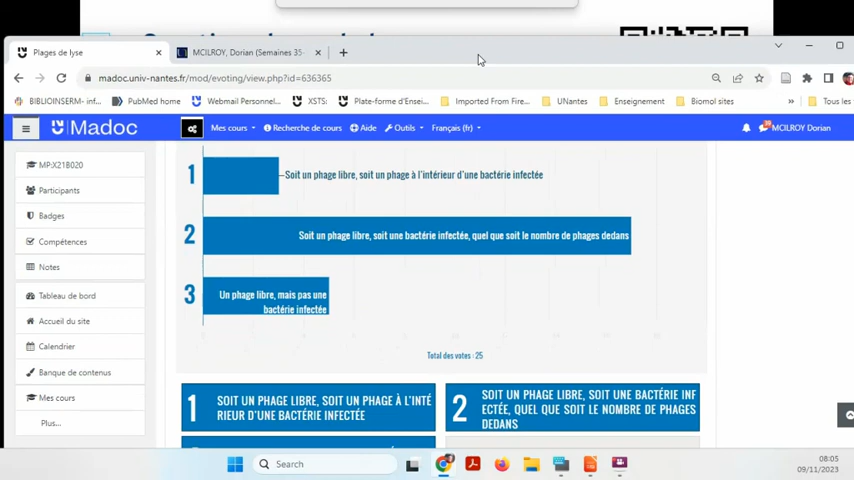 Plages de lyse
MCILROY, Dorian (Semaines 35-
madoc.univ-nantes.fr/mod/evoting/view.php?id=636365
BIBLIOINSERM- inf...
PubMed home
Webmail Personnel...
XSTS:
Plate-forme d'Ensei...
Imported From Fire...
UNantes
Enseignement
Biomol sites
»
Tous les
Madoc
Mes cours
Recherche de cours
Aide
Outils
Français (fr)
MCILROY Dorian
MP:X21B020
Participants
Badges
Compétences
Notes
Tableau de bord
Accueil du site
Calendrier
Banque de contenus
Mes cours
Plus...
1
Soit un phage libre, soit un phage à l'intérieur d'une bactérie infectée
2
Soit un phage libre, soit une bactérie infectée, quel que soit le nombre de phages dedans
3
Un phage libre, mais pas une
bactérie infectée
Total des votes : 25
1
SOIT UN PHAGE LIBRE, SOIT UN PHAGE À L'INTÉ
RIEUR D'UNE BACTÉRIE INFECTÉE
2
SOIT UN PHAGE LIBRE, SOIT UNE BACTÉRIE INF
ECTÉE, QUEL QUE SOIT LE NOMBRE DE PHAGES
DEDANS
Search
08:05
09/11/2023